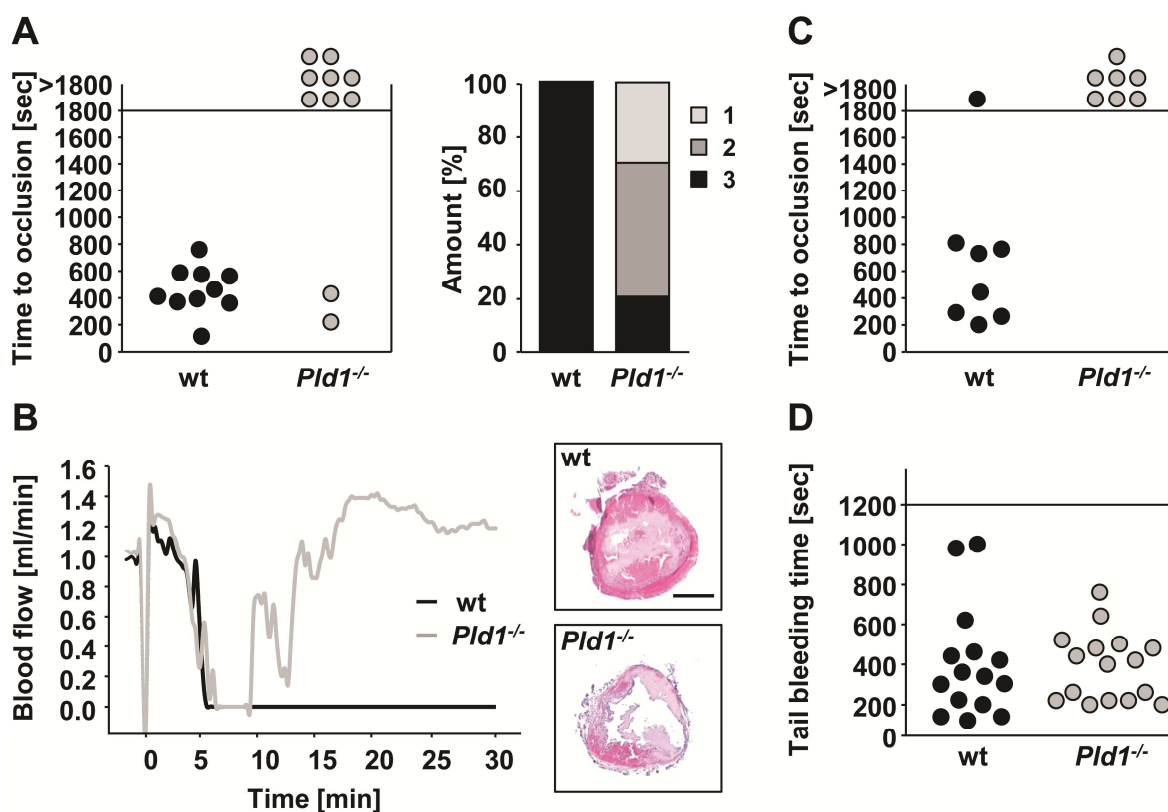 A
Time to occlusion [sec]
>1800
1800
1600
1400
1200
1000
800
600
400
200
0
wt
Pld1-/-
Amount [%]
100
80
60
40
20
0
wt
Pld1-/-
1
2
3
C
Time to occlusion [sec]
>1800
1800
1600
1400
1200
1000
800
600
400
200
0
wt
Pld1-/-
B
Blood flow [ml/min]
1.6
1.4
1.2
1.0
0.8
0.6
0.4
0.2
0.0
0
5
10
15
20
25
30
Time [min]
wt
Pld1-/-
wt
Pld1-/-
D
Tail bleeding time [sec]
1200
1000
800
600
400
200
0
wt
Pld1-/-